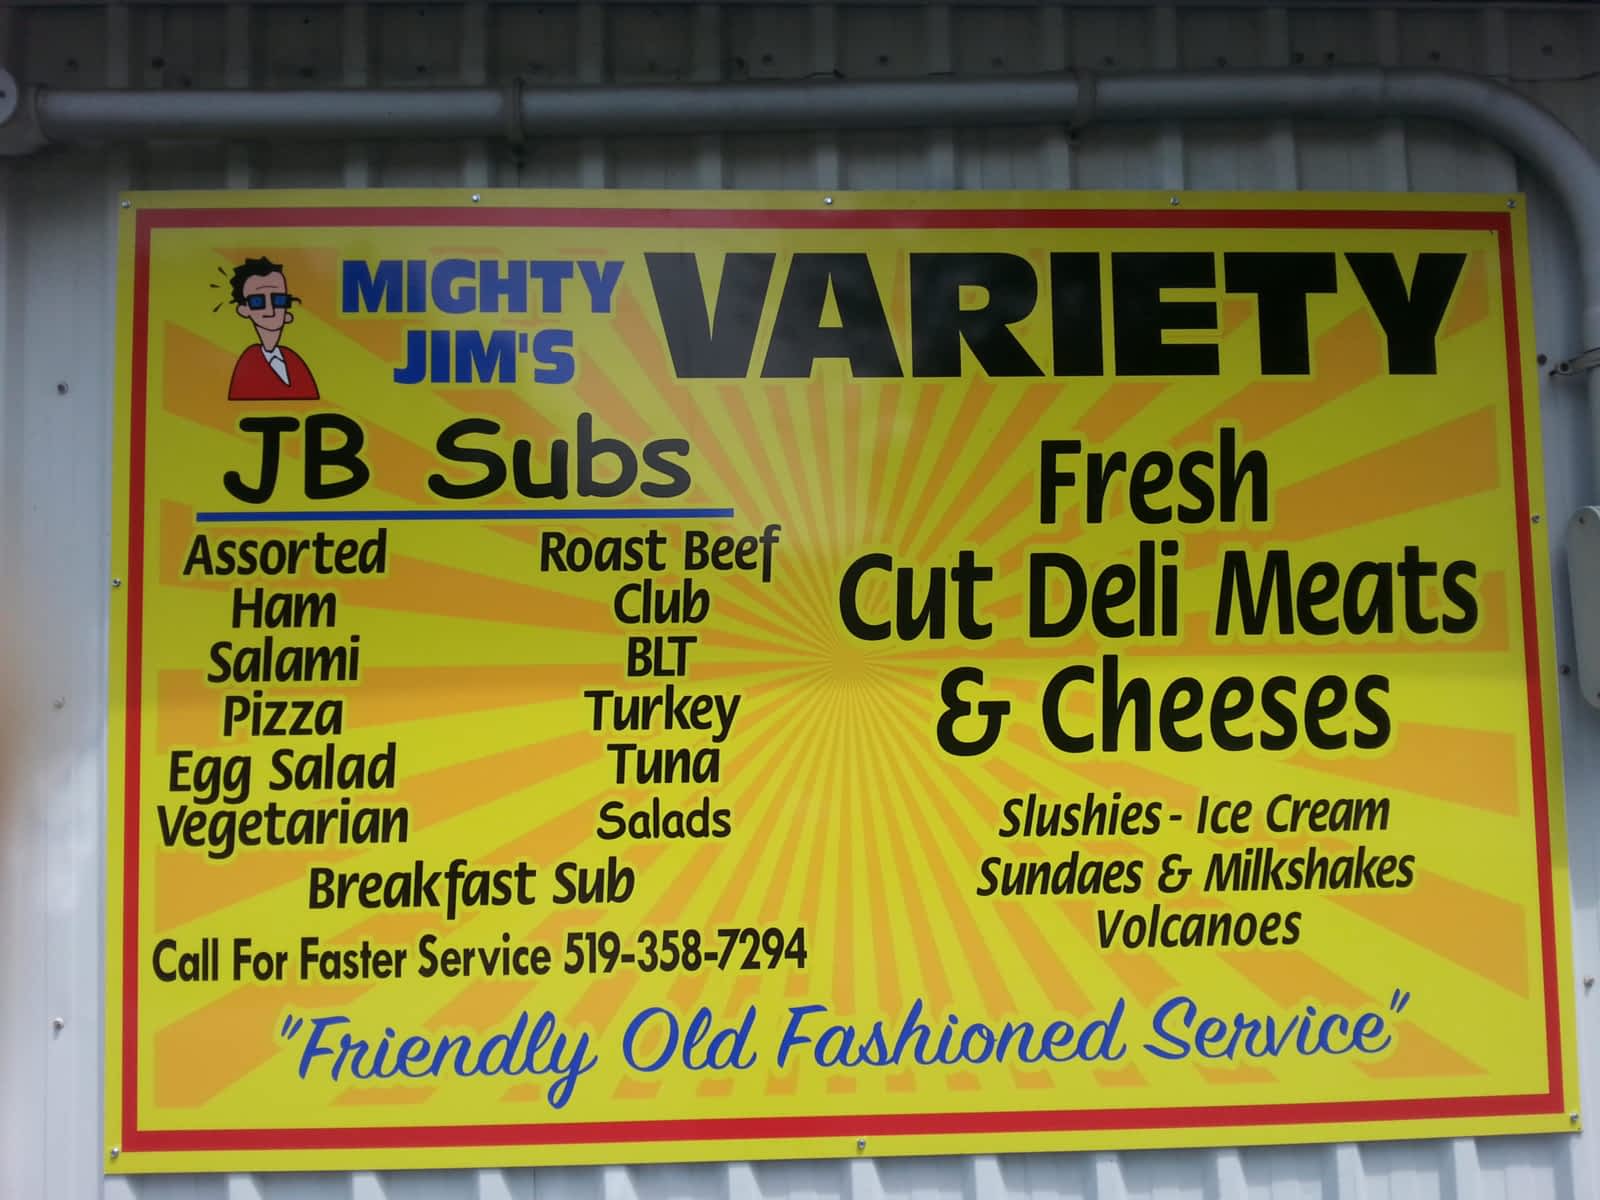 MIGHTY
JIM'S
VARIETY
JB Subs
Assorted
Ham
Salami
Pizza
Egg Salad
Vegetarian
Roast Beef
Club
BLT
Turkey
Tuna
Salads
Breakfast Sub
Call For Faster Service 519-358-7294
Fresh
Cut Deli Meats
& Cheeses
Slushies - Ice Cream
Sundaes & Milkshakes
Volcanoes
"Friendly Old Fashioned Service"